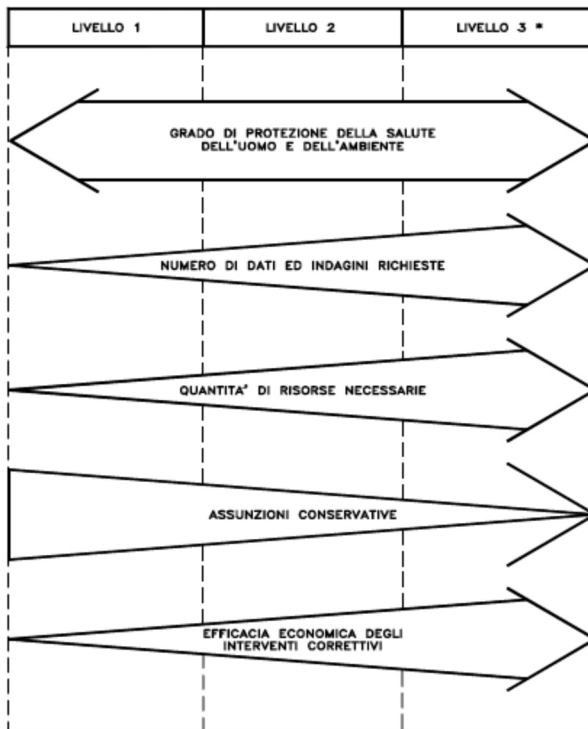 LIVELLO 1
LIVELLO 2
LIVELLO 3 *
GRADO DI PROTEZIONE DELLA SALUTE
DELL'UOMO E DELL'AMBIENTE
NUMERO DI DATI ED INDAGINI RICHIESTE
QUANTITA' DI RISORSE NECESSARIE
ASSUNZIONI CONSERVATIVE
EFFICACIA ECONOMICA DEGLI
INTERVENTI CORRETTIVI